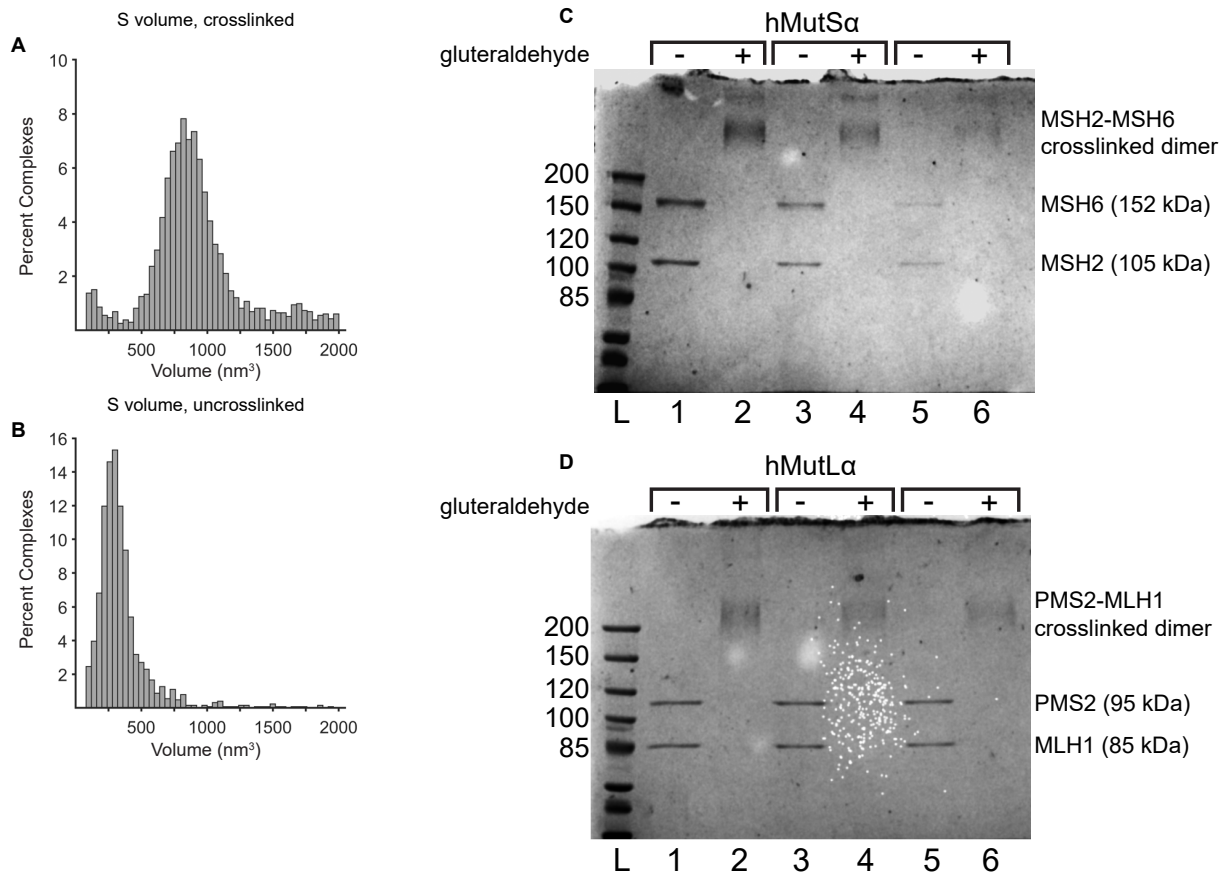 S volume, crosslinked
A
10
8
6
4
2
Percent Complexes
500 1000 1500 2000
Volume (nm³)
S volume, uncrosslinked
B
16
14
12
10
8
6
4
2
Percent Complexes
500 1000 1500 2000
Volume (nm³)
C
hMutSα
gluteraldehyde - + - + - +
200
150
120
100
85
MSH2-MSH6
crosslinked dimer
MSH6 (152 kDa)
MSH2 (105 kDa)
L 1 2 3 4 5 6
D
hMutLα
gluteraldehyde - + - + - +
200
150
120
100
85
PMS2-MLH1
crosslinked dimer
PMS2 (95 kDa)
MLH1 (85 kDa)
L 1 2 3 4 5 6